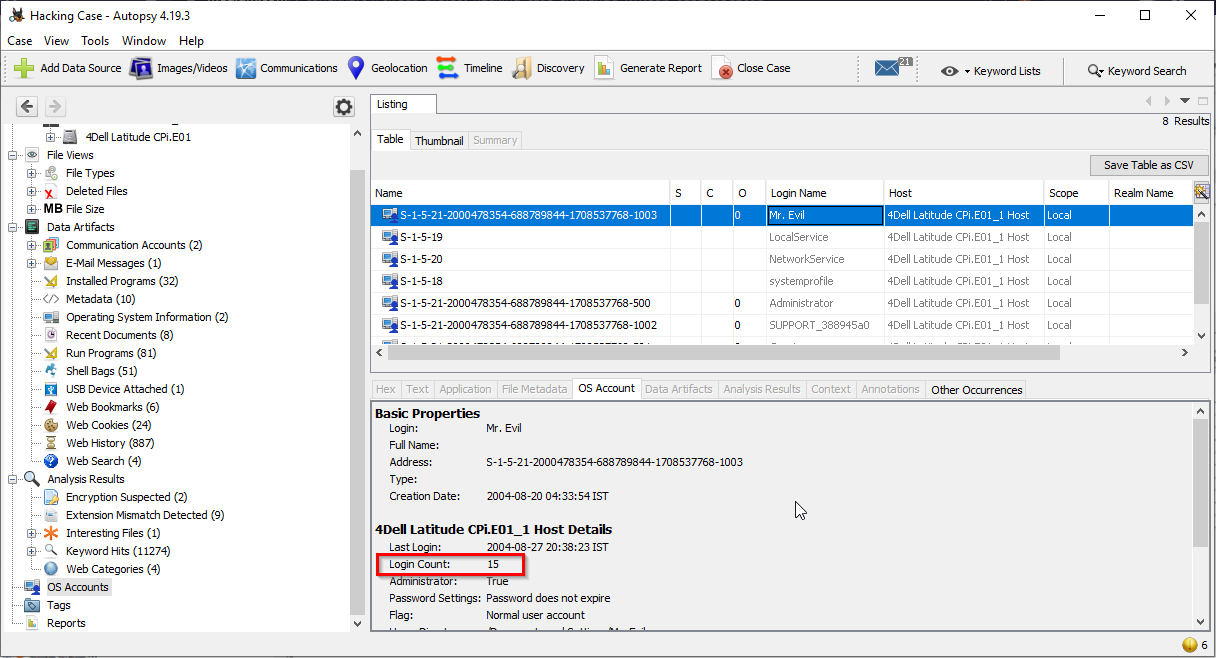 Hacking Case - Autopsy 4.19.3
Case View Tools Window Help
Add Data Source Images/Videos Communications Geolocation Timeline Discovery Generate Report Close Case 21 Keyword Lists Keyword Search
4Dell Latitude CPi.E01
File Views
File Types
Deleted Files
MB File Size
Data Artifacts
Communication Accounts (2)
E-Mail Messages (1)
Installed Programs (32)
Metadata (10)
Operating System Information (2)
Recent Documents (8)
Run Programs (81)
Shell Bags (51)
USB Device Attached (1)
Web Bookmarks (6)
Web Cookies (24)
Web History (887)
Web Search (4)
Analysis Results
Encryption Suspected (2)
Extension Mismatch Detected (9)
Interesting Files (1)
Keyword Hits (11274)
Web Categories (4)
OS Accounts
Tags
Reports
Listing
8 Results
Table Thumbnail Summary
Save Table as CSV
Name S C O Login Name Host Scope Realm Name
S-1-5-21-2000478354-688789844-1708537768-1003 0 Mr. Evil 4Dell Latitude CPi.E01_1 Host Local
S-1-5-19 LocalService 4Dell Latitude CPi.E01_1 Host Local
S-1-5-20 NetworkService 4Dell Latitude CPi.E01_1 Host Local
S-1-5-18 systemprofile 4Dell Latitude CPi.E01_1 Host Local
S-1-5-21-2000478354-688789844-1708537768-500 0 Administrator 4Dell Latitude CPi.E01_1 Host Local
S-1-5-21-2000478354-688789844-1708537768-1002 0 SUPPORT_388945a0 4Dell Latitude CPi.E01_1 Host Local
Hex Text Application File Metadata OS Account Data Artifacts Analysis Results Context Annotations Other Occurrences
Basic Properties
Login: Mr. Evil
Full Name:
Address: S-1-5-21-2000478354-688789844-1708537768-1003
Type:
Creation Date: 2004-08-20 04:33:54 IST
4Dell Latitude CPi.E01_1 Host Details
Last Login: 2004-08-27 20:38:23 IST
Login Count: 15
Administrator: True
Password Settings: Password does not expire
Flag: Normal user account
6